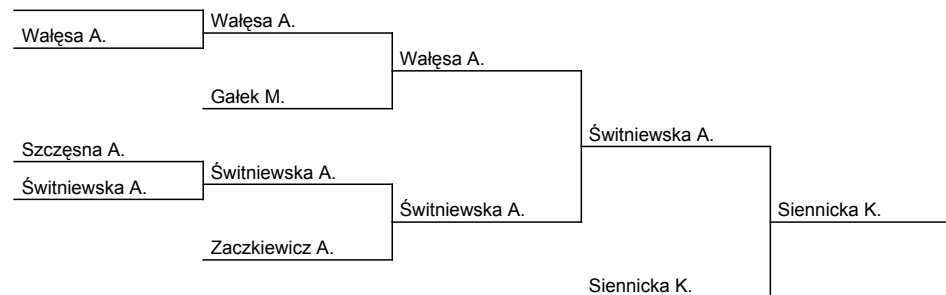 Wałęsa A.
Wałęsa A.
Wałęsa A.
Gałek M.
Świtniewska A.
Szczęsna A.
Świtniewska A.
Świtniewska A.
Świtniewska A.
Siennicka K.
Zaczkiewicz A.
Siennicka K.